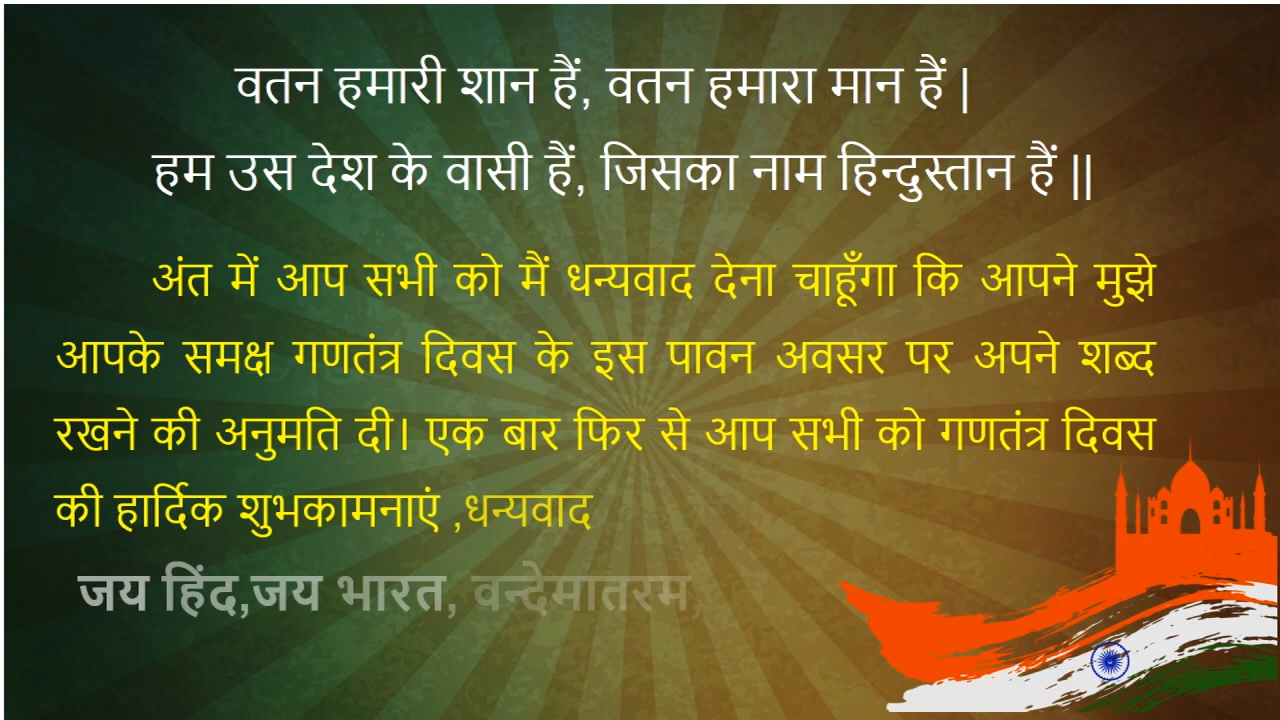 वतन हमारी शान हैं, वतन हमारा मान हैं |
हम उस देश के वासी हैं, जिसका नाम हिन्दुस्तान हैं ||
अंत में आप सभी को मैं धन्यवाद देना चाहूँगा कि आपने मुझे
आपके समक्ष गणतंत्र दिवस के इस पावन अवसर पर अपने शब्द
रखने की अनुमति दी। एक बार फिर से आप सभी को गणतंत्र दिवस
की हार्दिक शुभकामनाएं ,धन्यवाद
जय हिंद,जय भारत, वन्देमातरम,